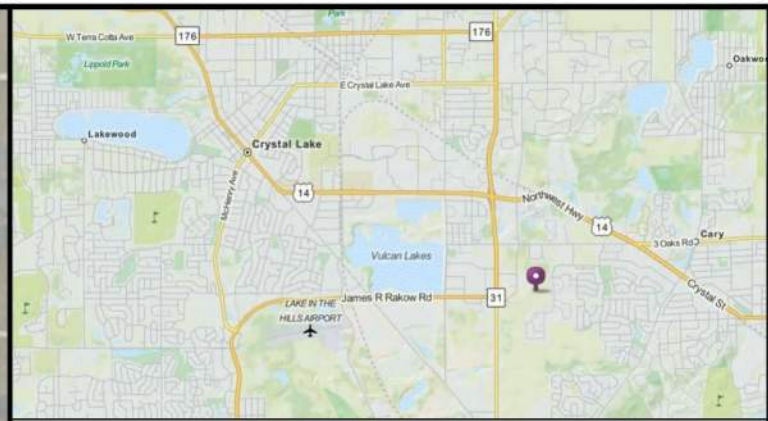 Park
W Terra Cotta Ave
176
176
Lippold Park
Oakwoo
E Crystal Lake Ave
Lakewood
Crystal Lake
14
McHenry Ave
Northwest Hwy
14
3 Oaks Rd
Cary
Vulcan Lakes
Crystal St
James R Rakow Rd
31
LAKE IN THE
HILLS AIRPORT